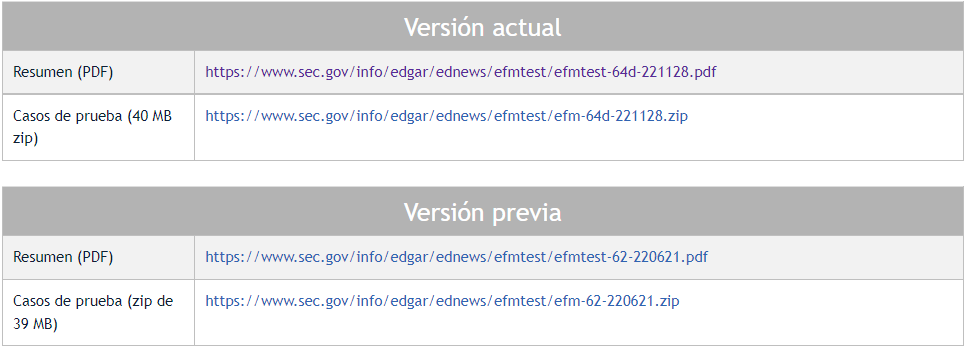 Versión actual
Resumen (PDF)
https://www.sec.gov/info/edgar/ednews/efmtest/efmtest-64d-221128.pdf
Casos de prueba (40 MB
zip)
https://www.sec.gov/info/edgar/ednews/efmtest/efm-64d-221128.zip
Versión previa
Resumen (PDF)
https://www.sec.gov/info/edgar/ednews/efmtest/efmtest-62-220621.pdf
Casos de prueba (zip de
39 MB)
https://www.sec.gov/info/edgar/ednews/efmtest/efm-62-220621.zip